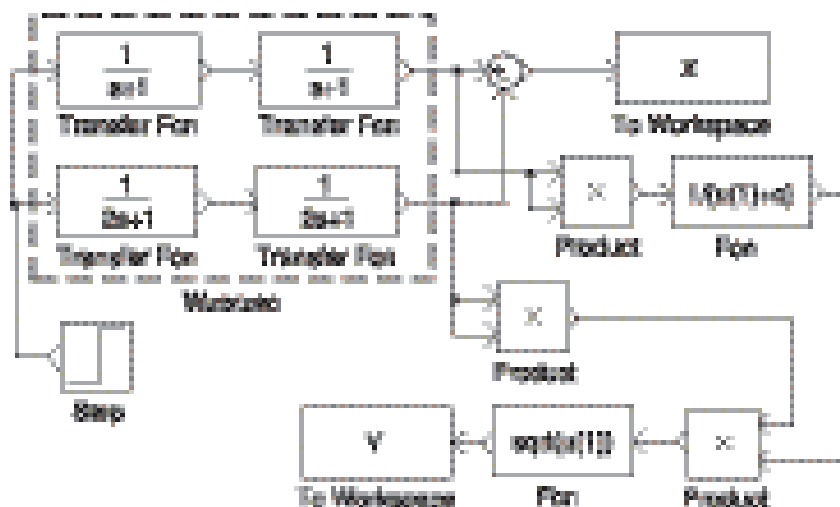 1
s+1
1
s+1
x
Transfer Fcn
Transfer Fcn
To Workspace
1
2s+1
1
2s+1
Transfer Fcn
Transfer Fcn
Product
Fcn
Product
Step
Y
sqrt(u[1])
To Workspace
Fcn
Product